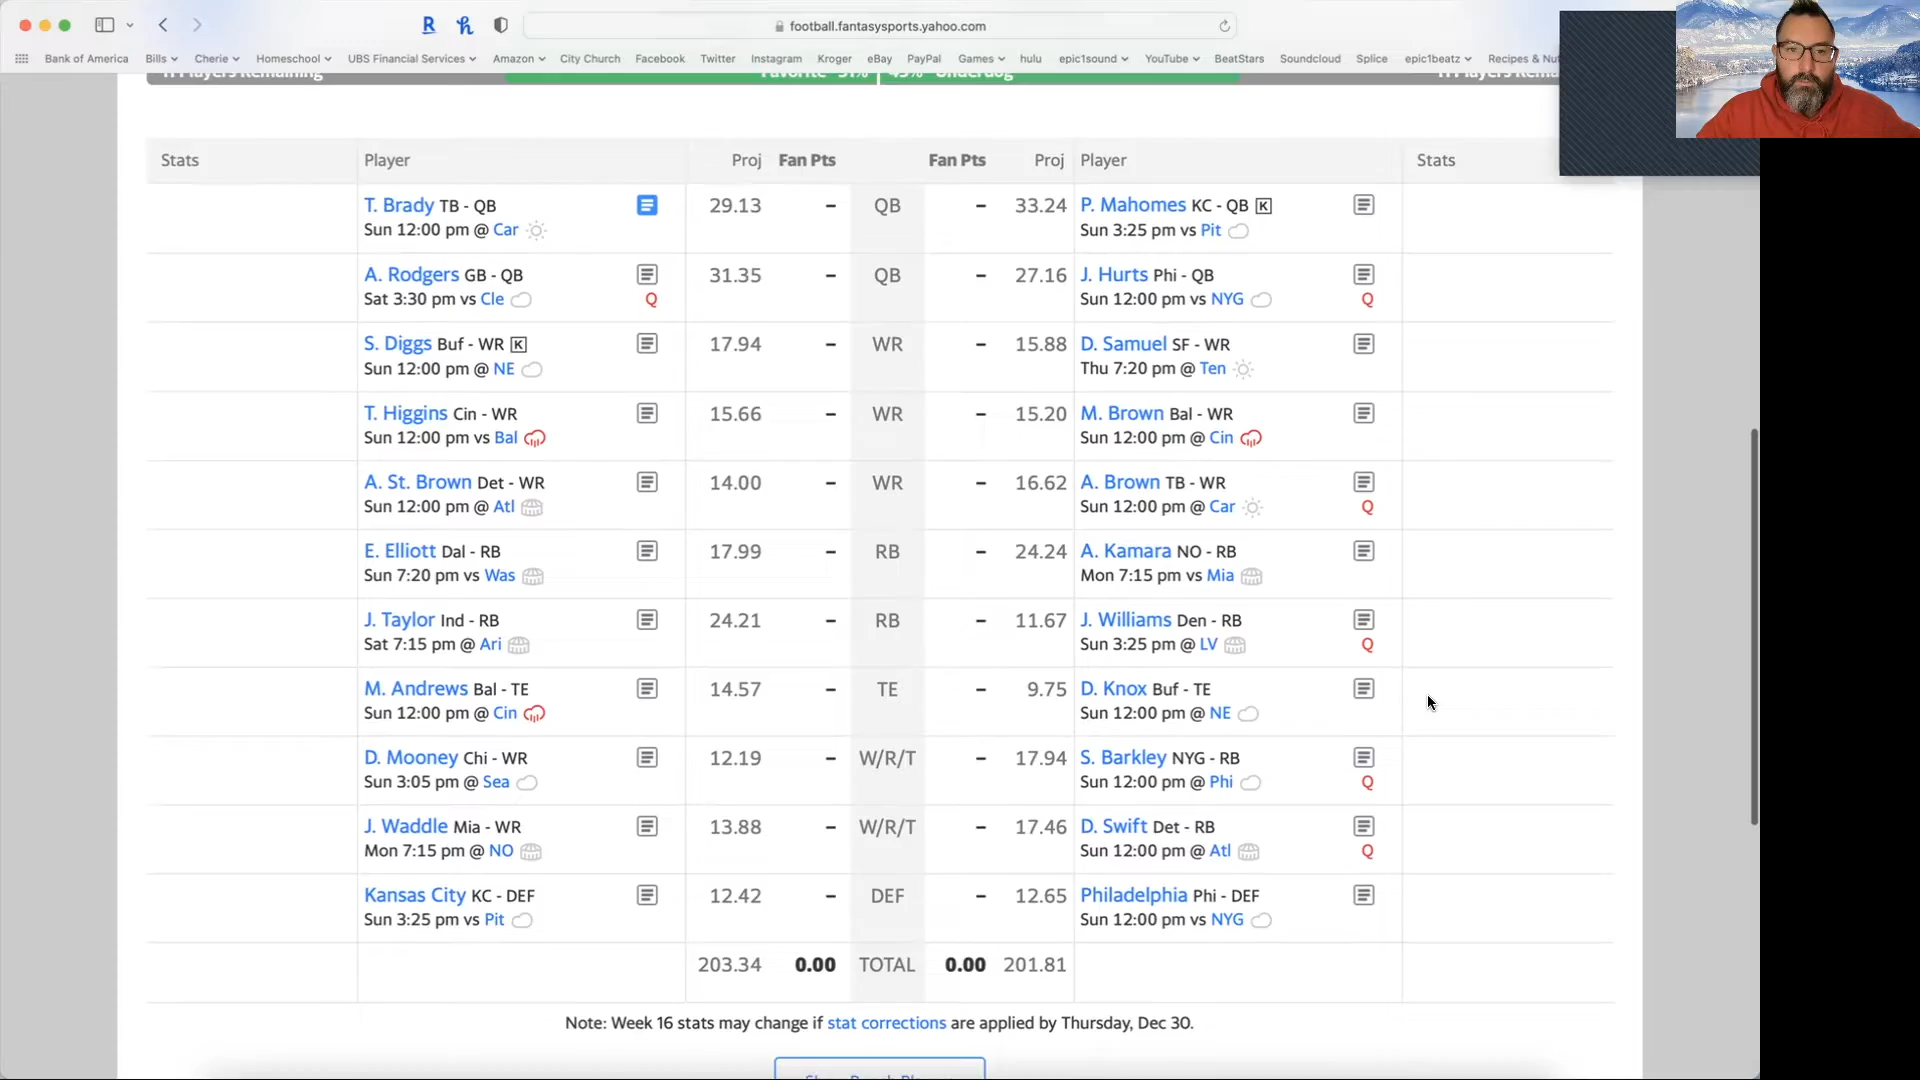 football.fantasysports.yahoo.com
Bank of America Bills Cherie Homeschool UBS Financial Services Amazon City Church Facebook Twitter Instagram Kroger eBay PayPal Games hulu epic1sound YouTube BeatStars Soundcloud Splice epic1beatz Recipes & Nu
11 Players Remaining Favorite 51% Underdog
Stats Player Proj Fan Pts Fan Pts Proj Player Stats
T. Brady TB - QB 29.13 – QB – 33.24 P. Mahomes KC - QB K
Sun 12:00 pm @ Car Sun 3:25 pm vs Pit
A. Rodgers GB - QB 31.35 – QB – 27.16 J. Hurts Phi - QB
Sat 3:30 pm vs Cle Q Sun 12:00 pm vs NYG Q
S. Diggs Buf - WR K 17.94 – WR – 15.88 D. Samuel SF - WR
Sun 12:00 pm @ NE Thu 7:20 pm @ Ten
T. Higgins Cin - WR 15.66 – WR – 15.20 M. Brown Bal - WR
Sun 12:00 pm vs Bal Sun 12:00 pm @ Cin
A. St. Brown Det - WR 14.00 – WR – 16.62 A. Brown TB - WR
Sun 12:00 pm @ Atl Sun 12:00 pm @ Car Q
E. Elliott Dal - RB 17.99 – RB – 24.24 A. Kamara NO - RB
Sun 7:20 pm vs Was Mon 7:15 pm vs Mia
J. Taylor Ind - RB 24.21 – RB – 11.67 J. Williams Den - RB
Sat 7:15 pm @ Ari Sun 3:25 pm @ LV Q
M. Andrews Bal - TE 14.57 – TE – 9.75 D. Knox Buf - TE
Sun 12:00 pm @ Cin Sun 12:00 pm @ NE
D. Mooney Chi - WR 12.19 – W/R/T – 17.94 S. Barkley NYG - RB
Sun 3:05 pm @ Sea Sun 12:00 pm @ Phi Q
J. Waddle Mia - WR 13.88 – W/R/T – 17.46 D. Swift Det - RB
Mon 7:15 pm @ NO Sun 12:00 pm @ Atl Q
Kansas City KC - DEF 12.42 – DEF – 12.65 Philadelphia Phi - DEF
Sun 3:25 pm vs Pit Sun 12:00 pm vs NYG
203.34 0.00 TOTAL 0.00 201.81
Note: Week 16 stats may change if stat corrections are applied by Thursday, Dec 30.